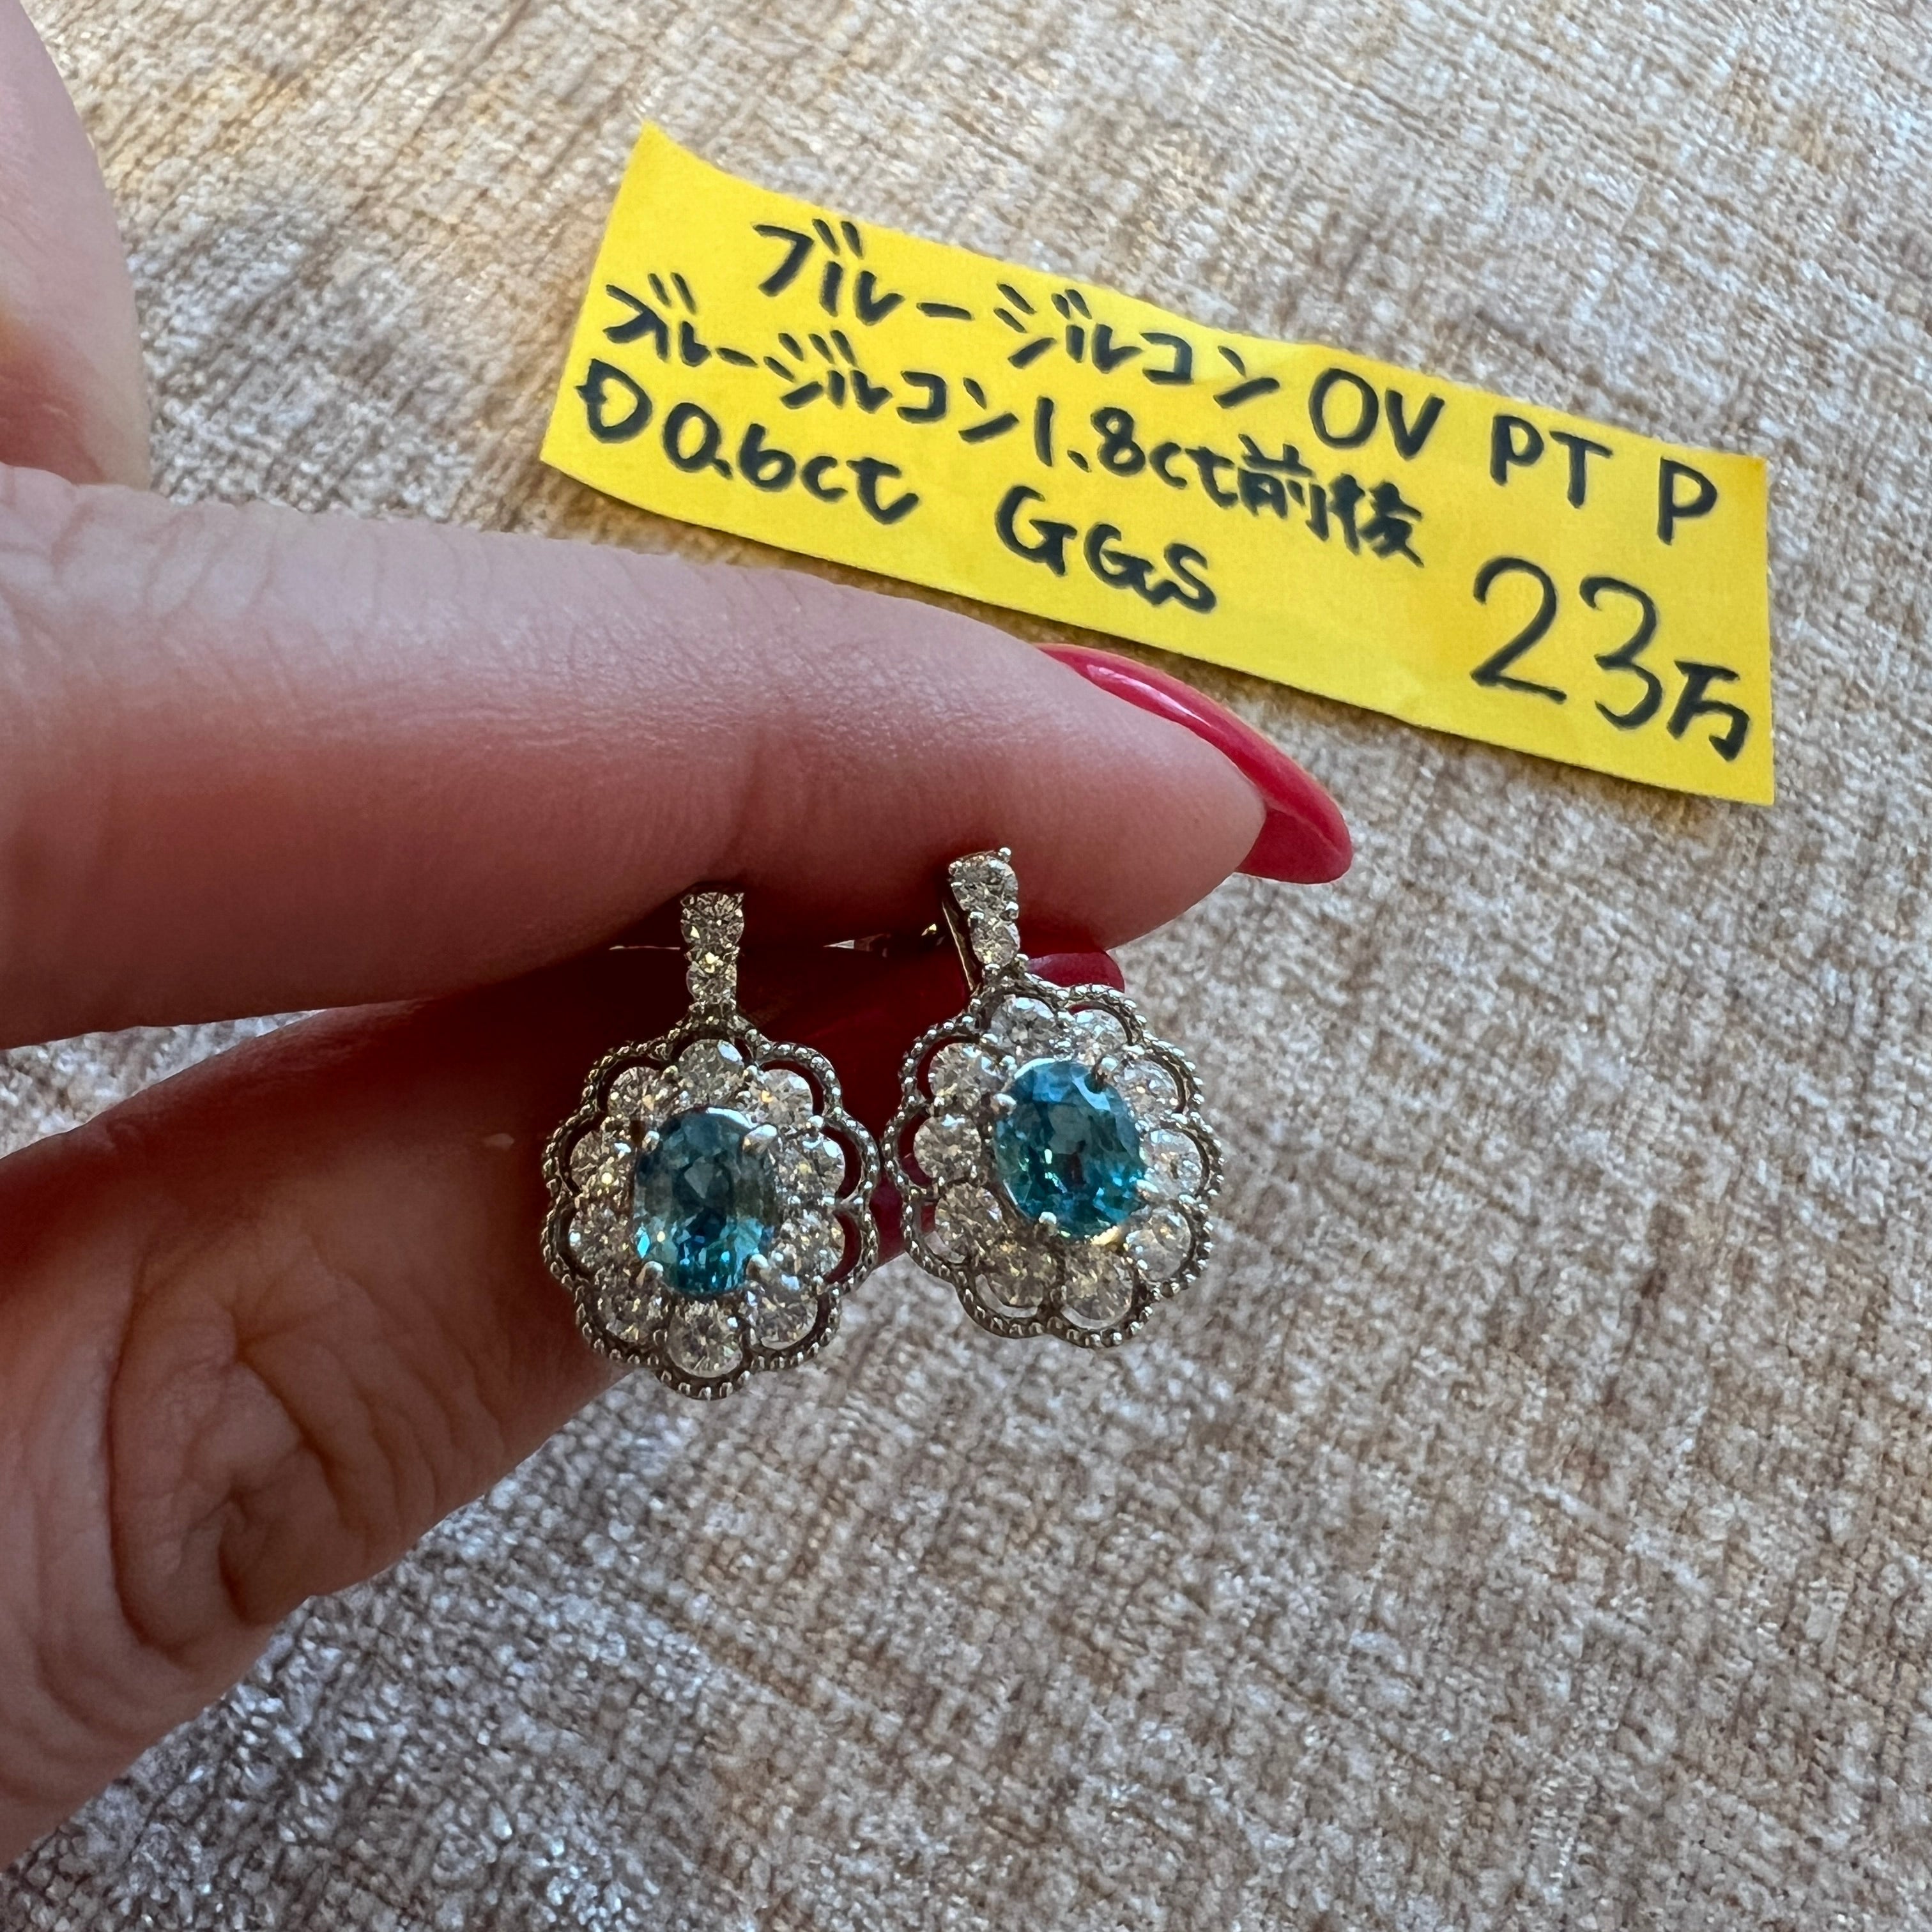 ブルージルコン OV PT P
ブルージルコン 1.8ct前後
D 0.6ct GGS
23万